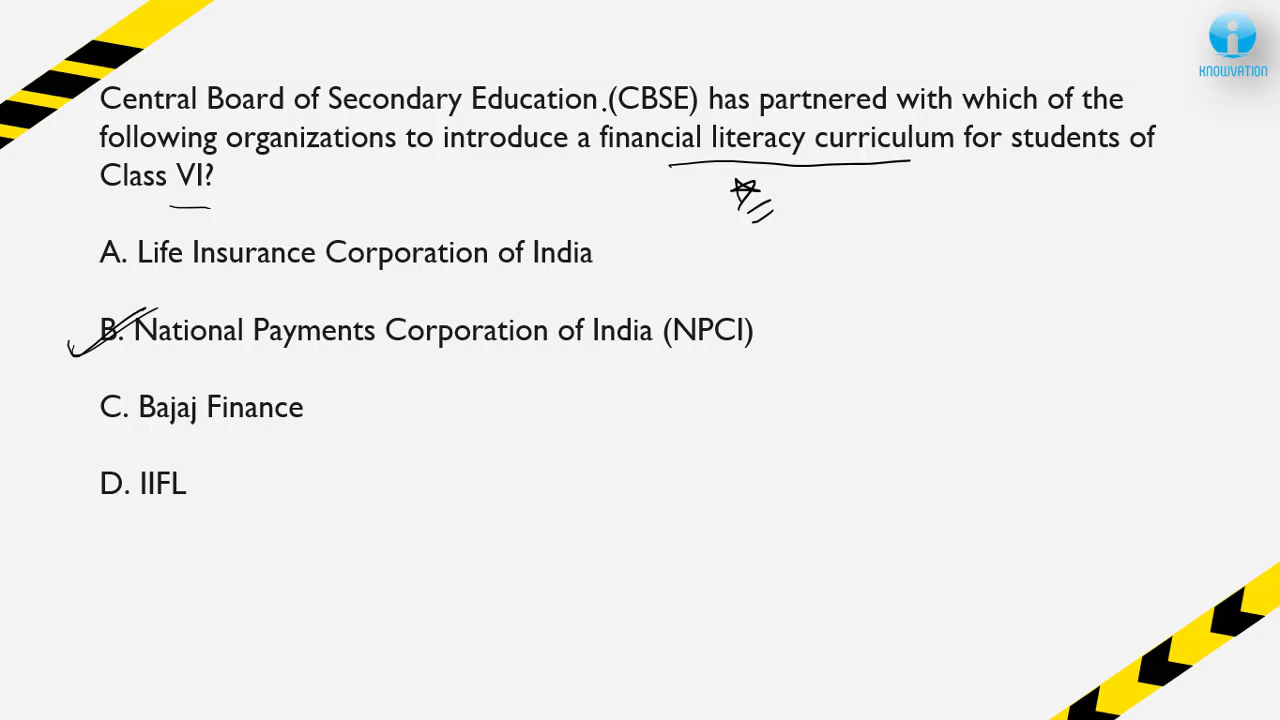 KNOWVATION
Central Board of Secondary Education (CBSE) has partnered with which of the
following organizations to introduce a financial literacy curriculum for students of
Class VI?
A. Life Insurance Corporation of India
B. National Payments Corporation of India (NPCI)
C. Bajaj Finance
D. IIFL